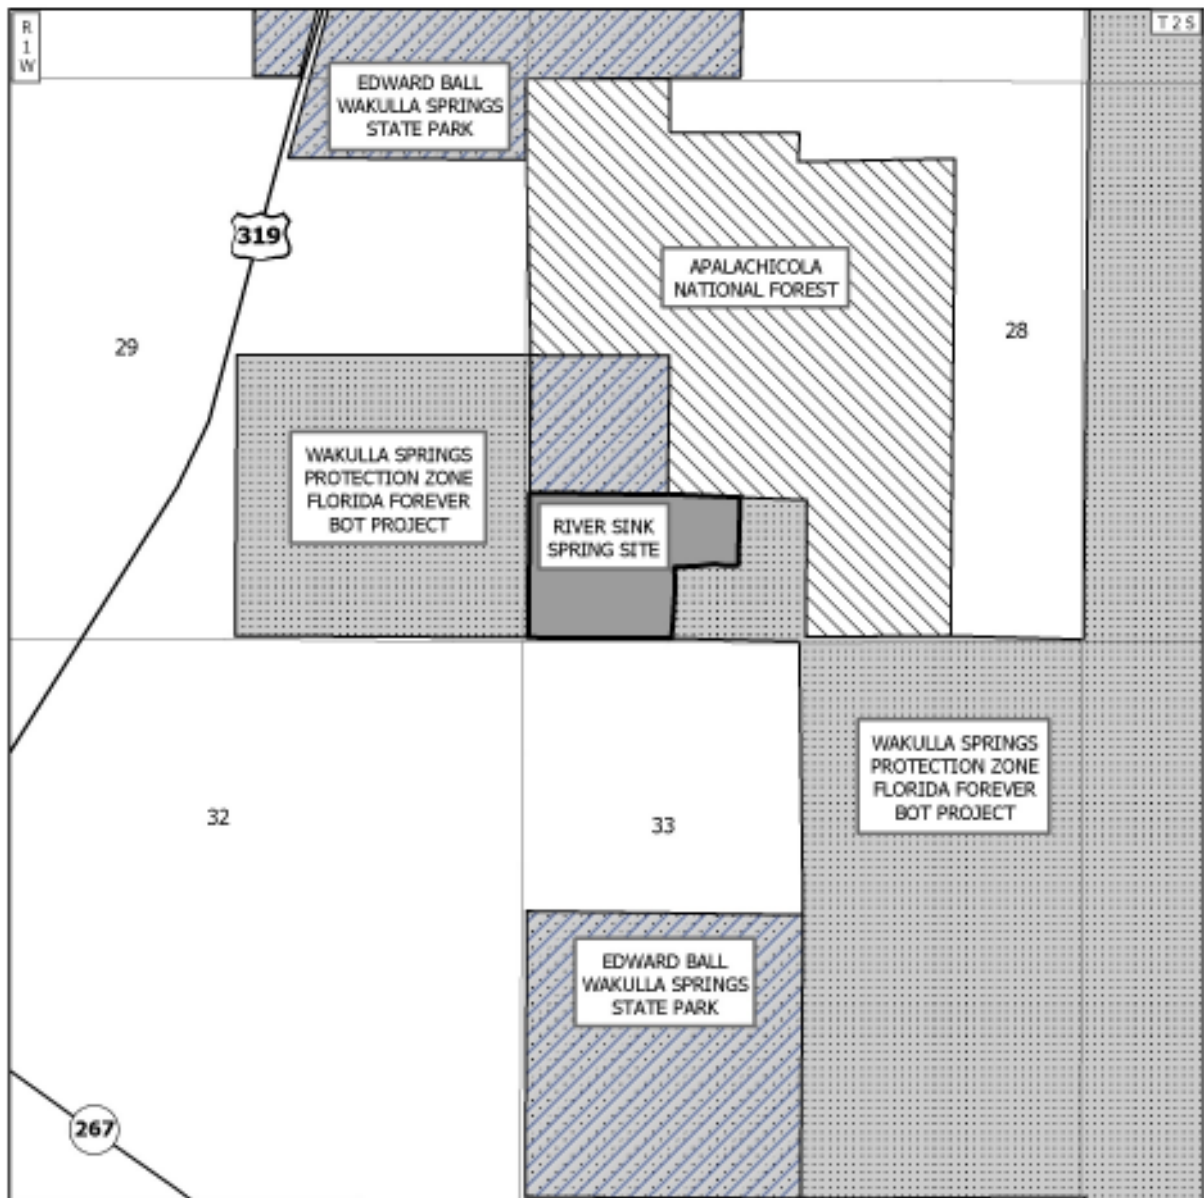 R
1
W
T 2 S
EDWARD BALL
WAKULLA SPRINGS
STATE PARK
319
APALACHICOLA
NATIONAL FOREST
29
28
WAKULLA SPRINGS
PROTECTION ZONE
FLORIDA FOREVER
BOT PROJECT
RIVER SINK
SPRING SITE
WAKULLA SPRINGS
PROTECTION ZONE
FLORIDA FOREVER
BOT PROJECT
32
33
EDWARD BALL
WAKULLA SPRINGS
STATE PARK
267